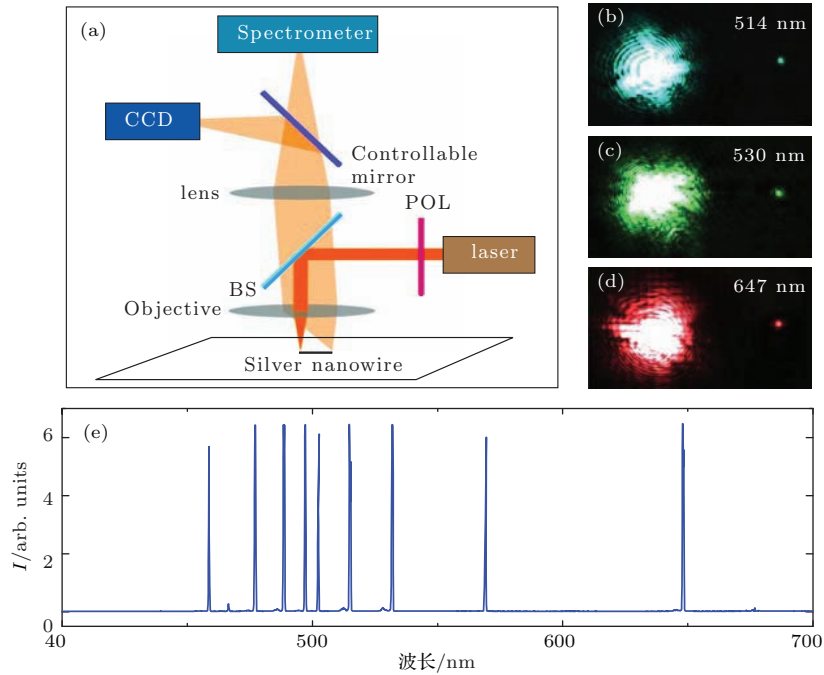 (a)
Spectrometer
CCD
Controllable
mirror
lens
POL
laser
BS
Objective
Silver nanowire
(b)
514 nm
(c)
530 nm
(d)
647 nm
(e)
I/arb. units
6
4
2
0
40
500
600
700
波长/nm